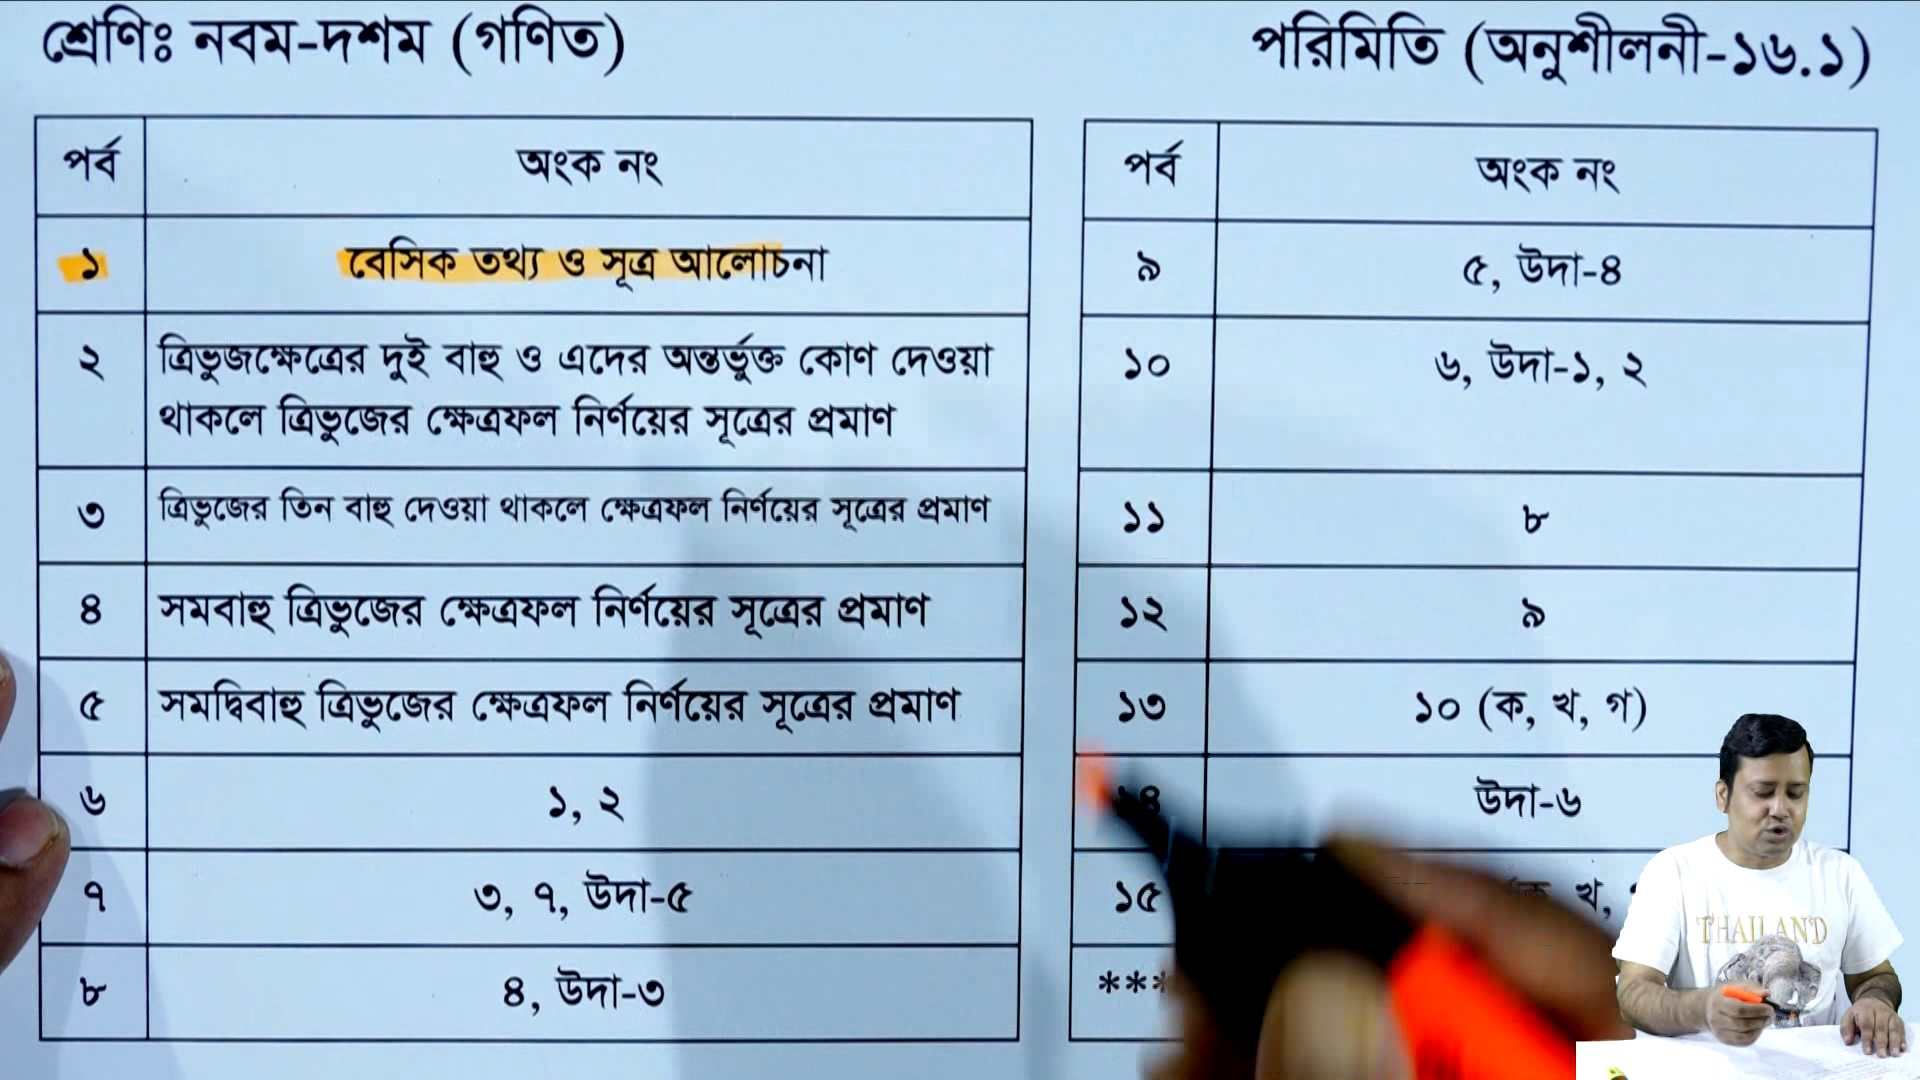 শ্রেণিঃ নবম-দশম (গণিত)
পরিমিতি (অনুশীলনী-১৬.১)
পর্ব অংক নং
১ বেসিক তথ্য ও সূত্র আলোচনা
২ ত্রিভুজক্ষেত্রের দুই বাহু ও এদের অন্তর্ভুক্ত কোণ দেওয়া
থাকলে ত্রিভুজের ক্ষেত্রফল নির্ণয়ের সূত্রের প্রমাণ
৩ ত্রিভুজের তিন বাহু দেওয়া থাকলে ক্ষেত্রফল নির্ণয়ের সূত্রের প্রমাণ
৪ সমবাহু ত্রিভুজের ক্ষেত্রফল নির্ণয়ের সূত্রের প্রমাণ
৫ সমদ্বিবাহু ত্রিভুজের ক্ষেত্রফল নির্ণয়ের সূত্রের প্রমাণ
৬ ১, ২
৭ ৩, ৭, উদা-৫
৮ ৪, উদা-৩
পর্ব অংক নং
৯ ৫, উদা-৪
১০ ৬, উদা-১, ২
১১ ৮
১২ ৯
১৩ ১০ (ক, খ, গ)
১৪ উদা-৬
১৫ খ,
***
THAILAND